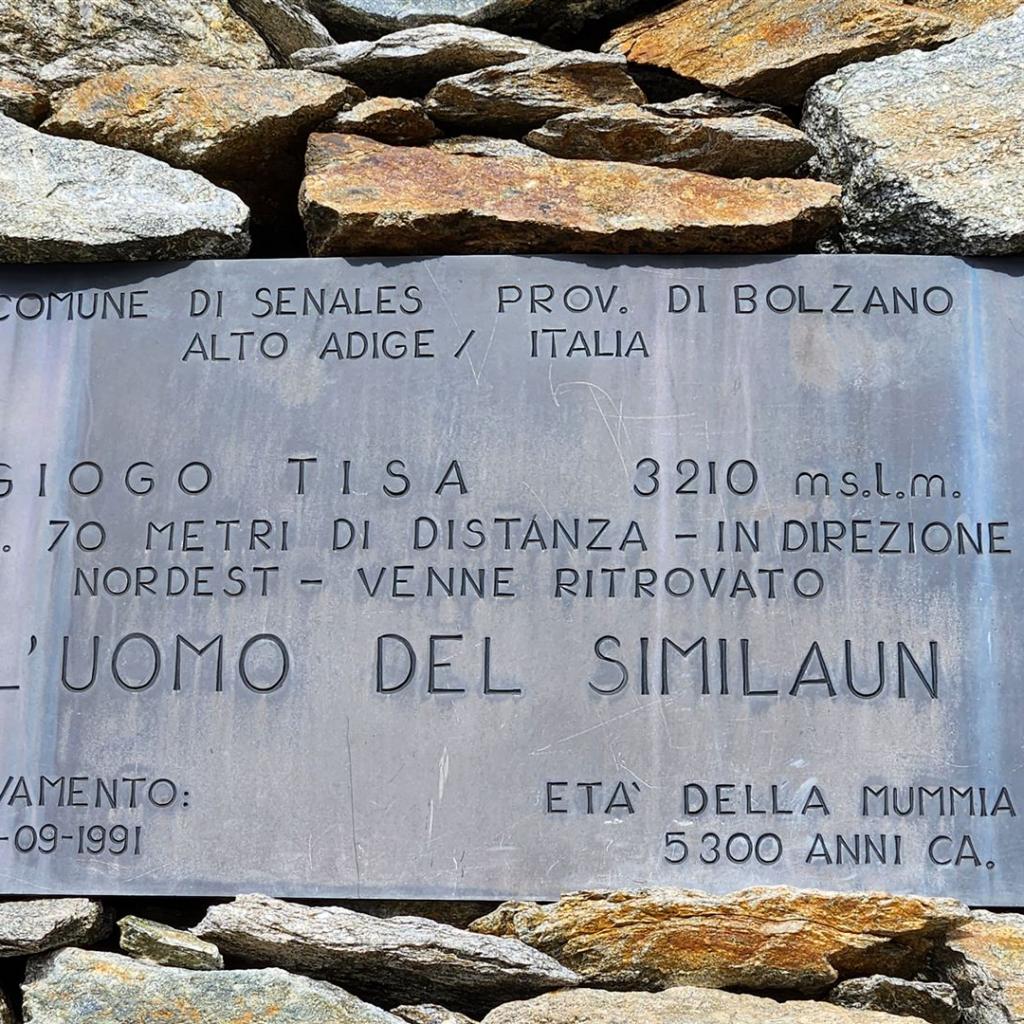 COMUNE DI SENALES PROV. DI BOLZANO
ALTO ADIGE / ITALIA
GIOGO TISA 3210 m s.l.m.
. 70 METRI DI DISTANZA - IN DIREZIONE
NORDEST - VENNE RITROVATO
L'UOMO DEL SIMILAUN
VAMENTO: ETA' DELLA MUMMIA
-09-1991 5300 ANNI CA.